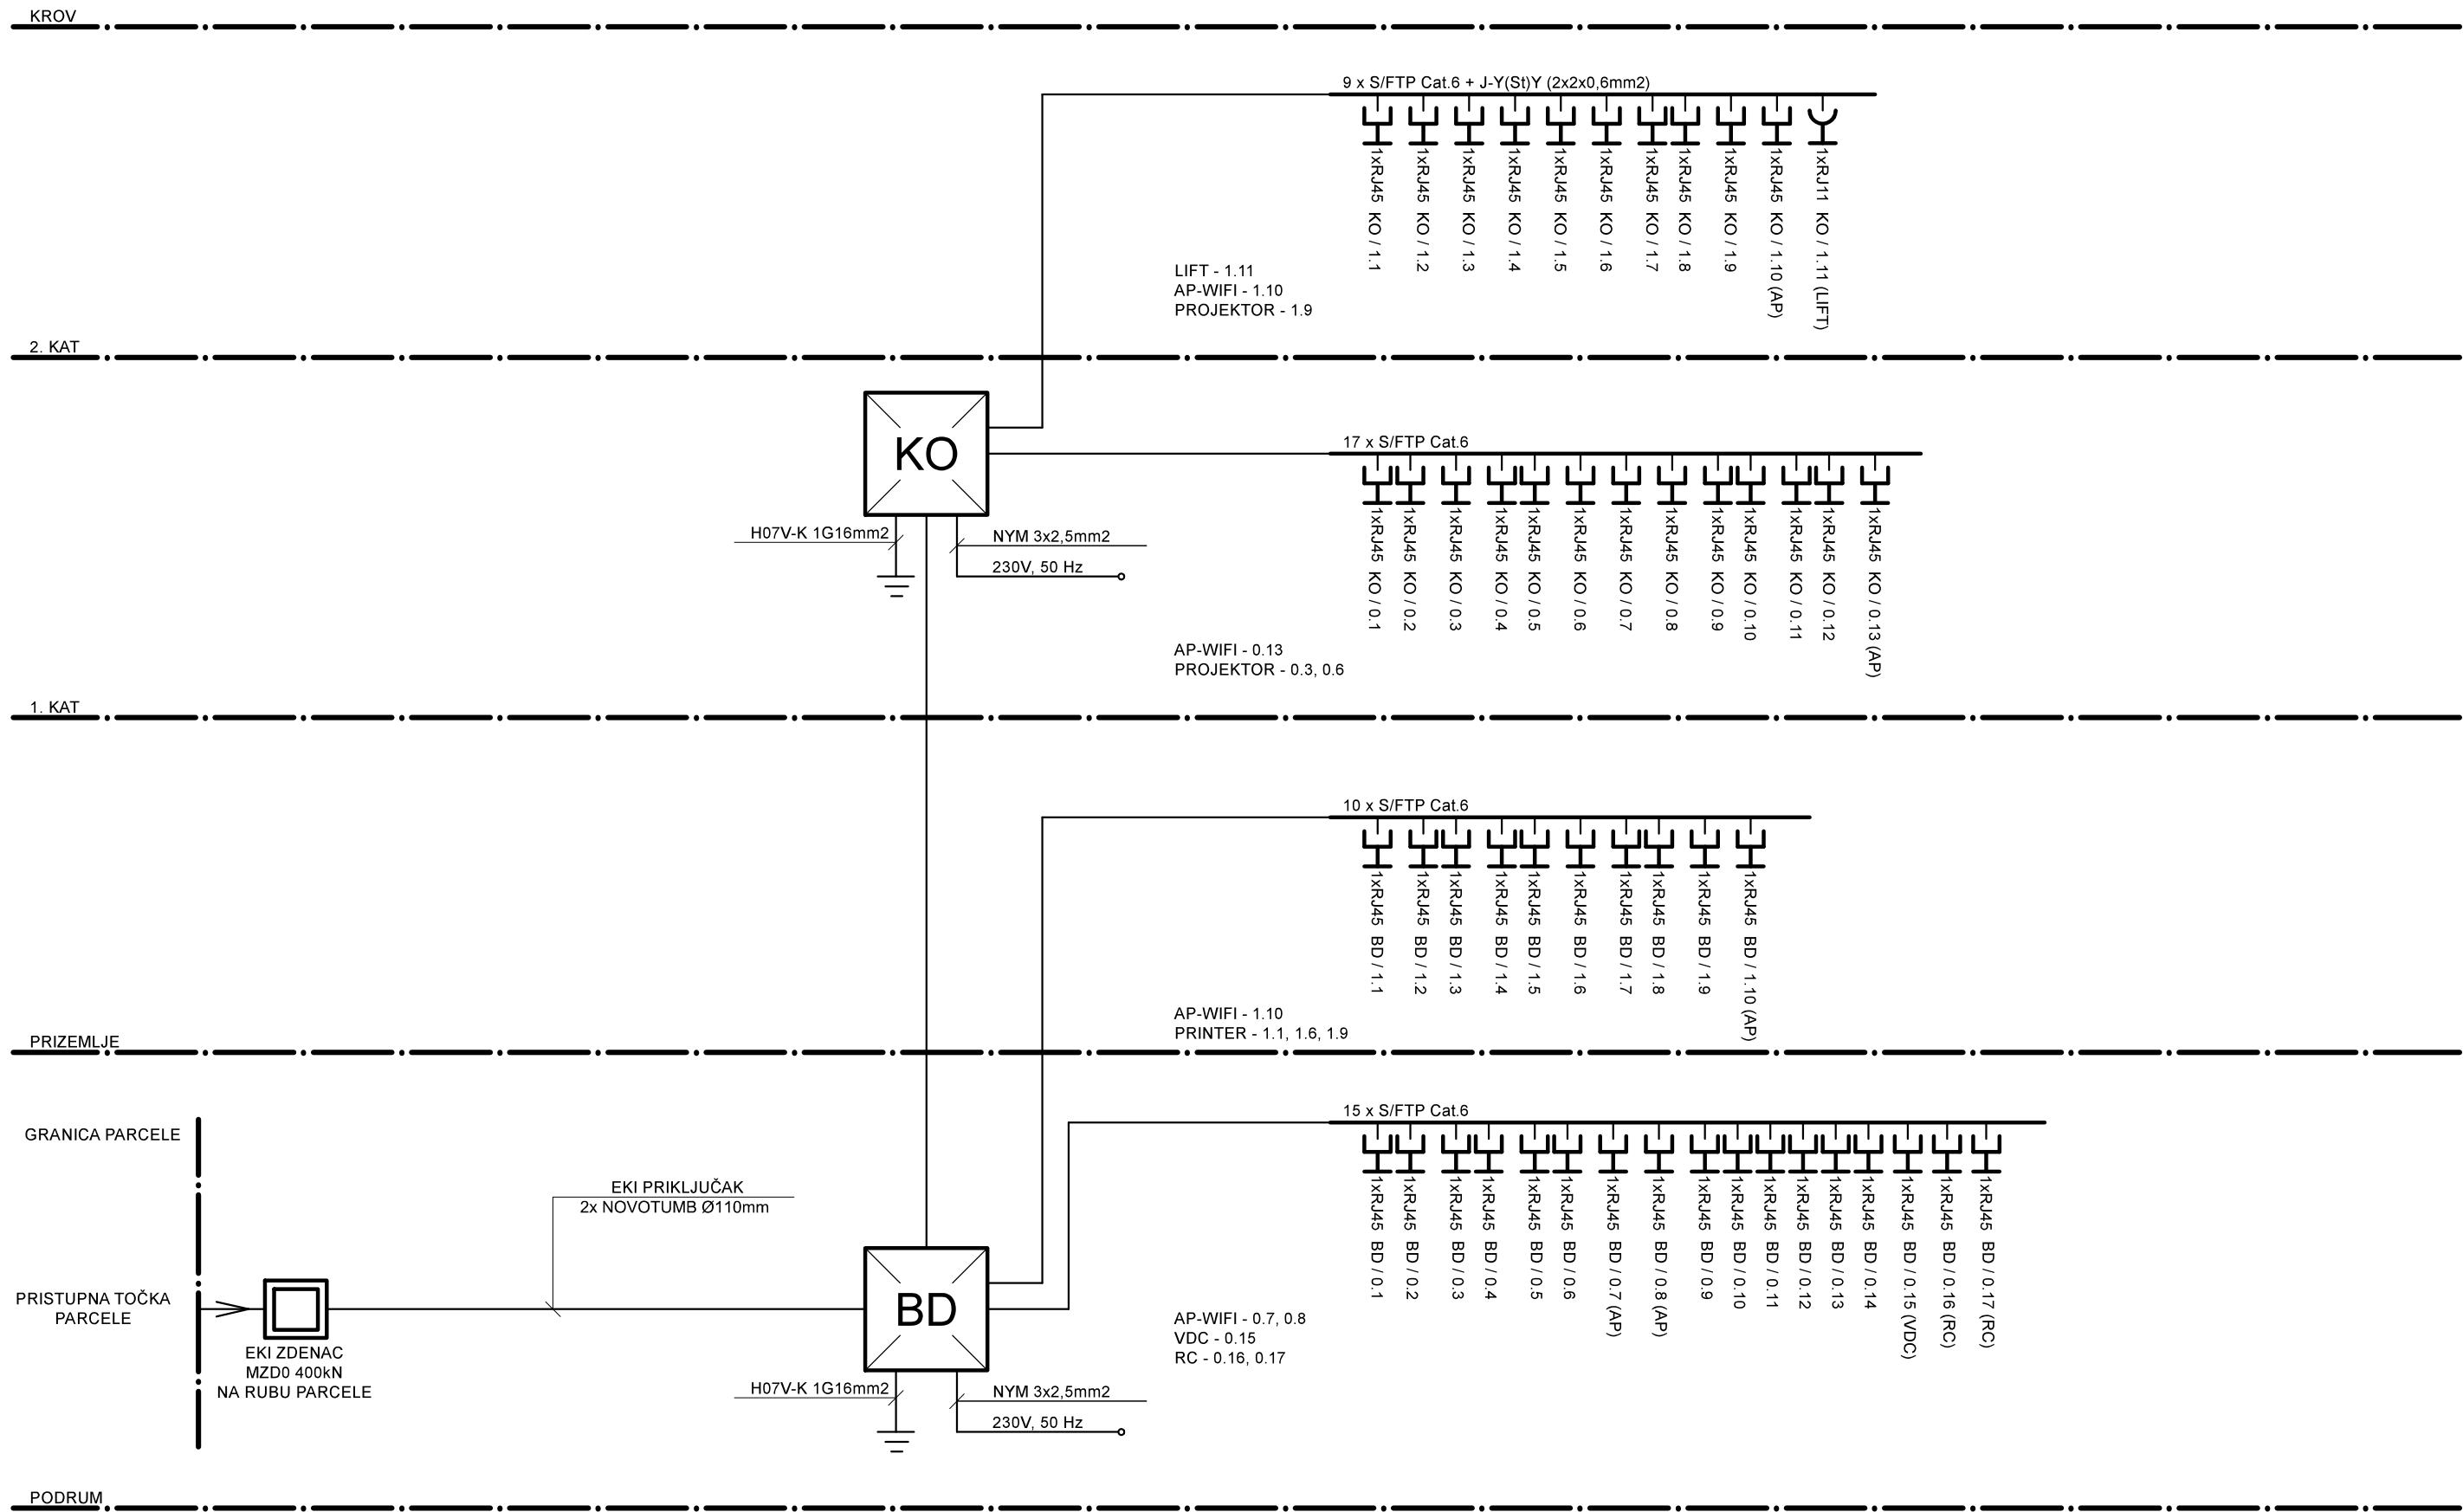 KROV
9 x S/FTP Cat.6 + J-Y(St)Y (2x2x0,6mm2)
1xRJ45 KO / 1.1
1xRJ45 KO / 1.2
1xRJ45 KO / 1.3
1xRJ45 KO / 1.4
1xRJ45 KO / 1.5
1xRJ45 KO / 1.6
1xRJ45 KO / 1.7
1xRJ45 KO / 1.8
1xRJ45 KO / 1.9
1xRJ45 KO / 1.10 (AP)
1xRJ11 KO / 1.11 (LIFT)
LIFT - 1.11
AP-WIFI - 1.10
PROJEKTOR - 1.9
2. KAT
KO
17 x S/FTP Cat.6
1xRJ45 KO / 0.1
1xRJ45 KO / 0.2
1xRJ45 KO / 0.3
1xRJ45 KO / 0.4
1xRJ45 KO / 0.5
1xRJ45 KO / 0.6
1xRJ45 KO / 0.7
1xRJ45 KO / 0.8
1xRJ45 KO / 0.9
1xRJ45 KO / 0.10
1xRJ45 KO / 0.11
1xRJ45 KO / 0.12
1xRJ45 KO / 0.13 (AP)
H07V-K 1G16mm2
NYM 3x2,5mm2
230V, 50 Hz
AP-WIFI - 0.13
PROJEKTOR - 0.3, 0.6
1. KAT
10 x S/FTP Cat.6
1xRJ45 BD / 1.1
1xRJ45 BD / 1.2
1xRJ45 BD / 1.3
1xRJ45 BD / 1.4
1xRJ45 BD / 1.5
1xRJ45 BD / 1.6
1xRJ45 BD / 1.7
1xRJ45 BD / 1.8
1xRJ45 BD / 1.9
1xRJ45 BD / 1.10 (AP)
AP-WIFI - 1.10
PRINTER - 1.1, 1.6, 1.9
PRIZEMLJE
15 x S/FTP Cat.6
1xRJ45 BD / 0.1
1xRJ45 BD / 0.2
1xRJ45 BD / 0.3
1xRJ45 BD / 0.4
1xRJ45 BD / 0.5
1xRJ45 BD / 0.6
1xRJ45 BD / 0.7 (AP)
1xRJ45 BD / 0.8 (AP)
1xRJ45 BD / 0.9
1xRJ45 BD / 0.10
1xRJ45 BD / 0.11
1xRJ45 BD / 0.12
1xRJ45 BD / 0.13
1xRJ45 BD / 0.14
1xRJ45 BD / 0.15 (VDC)
1xRJ45 BD / 0.16 (RC)
1xRJ45 BD / 0.17 (RC)
GRANICA PARCELE
EKI PRIKLJUČAK
2x NOVOTUMB Ø110mm
PRISTUPNA TOČKA
PARCELE
BD
AP-WIFI - 0.7, 0.8
VDC - 0.15
RC - 0.16, 0.17
EKI ZDENAC
MZD0 400kN
NA RUBU PARCELE
H07V-K 1G16mm2
NYM 3x2,5mm2
230V, 50 Hz
PODRUM